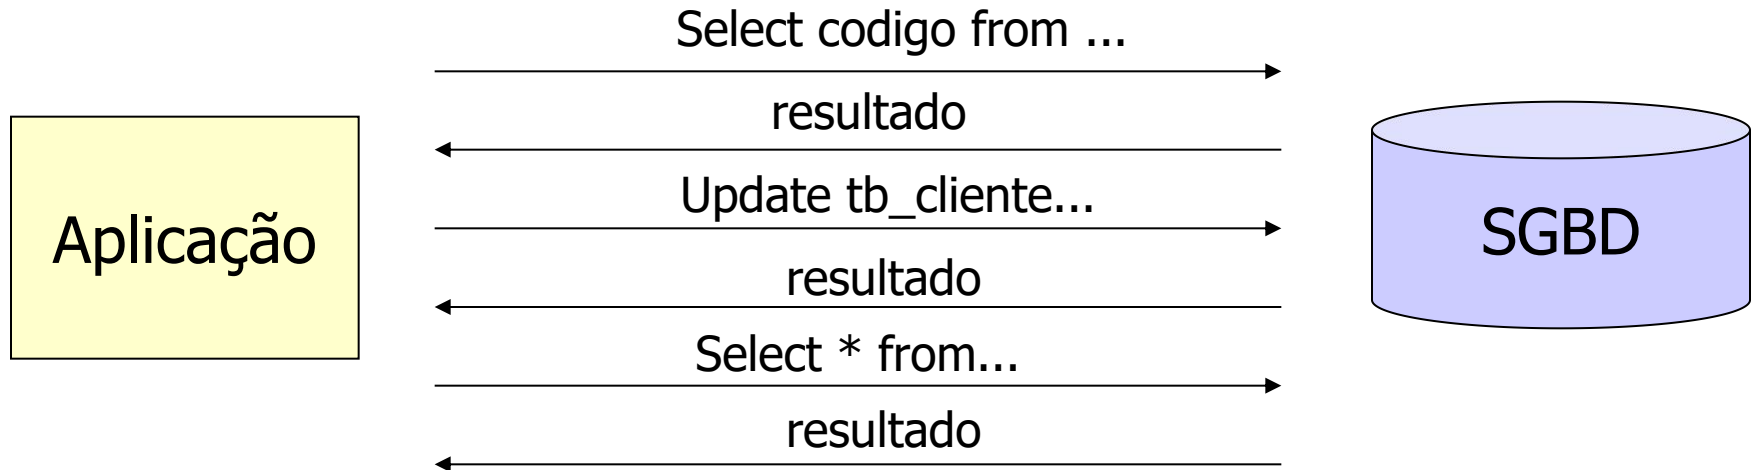 Select codigo from ...
resultado
Update tb_cliente...
Aplicação
SGBD
resultado
Select * from...
resultado